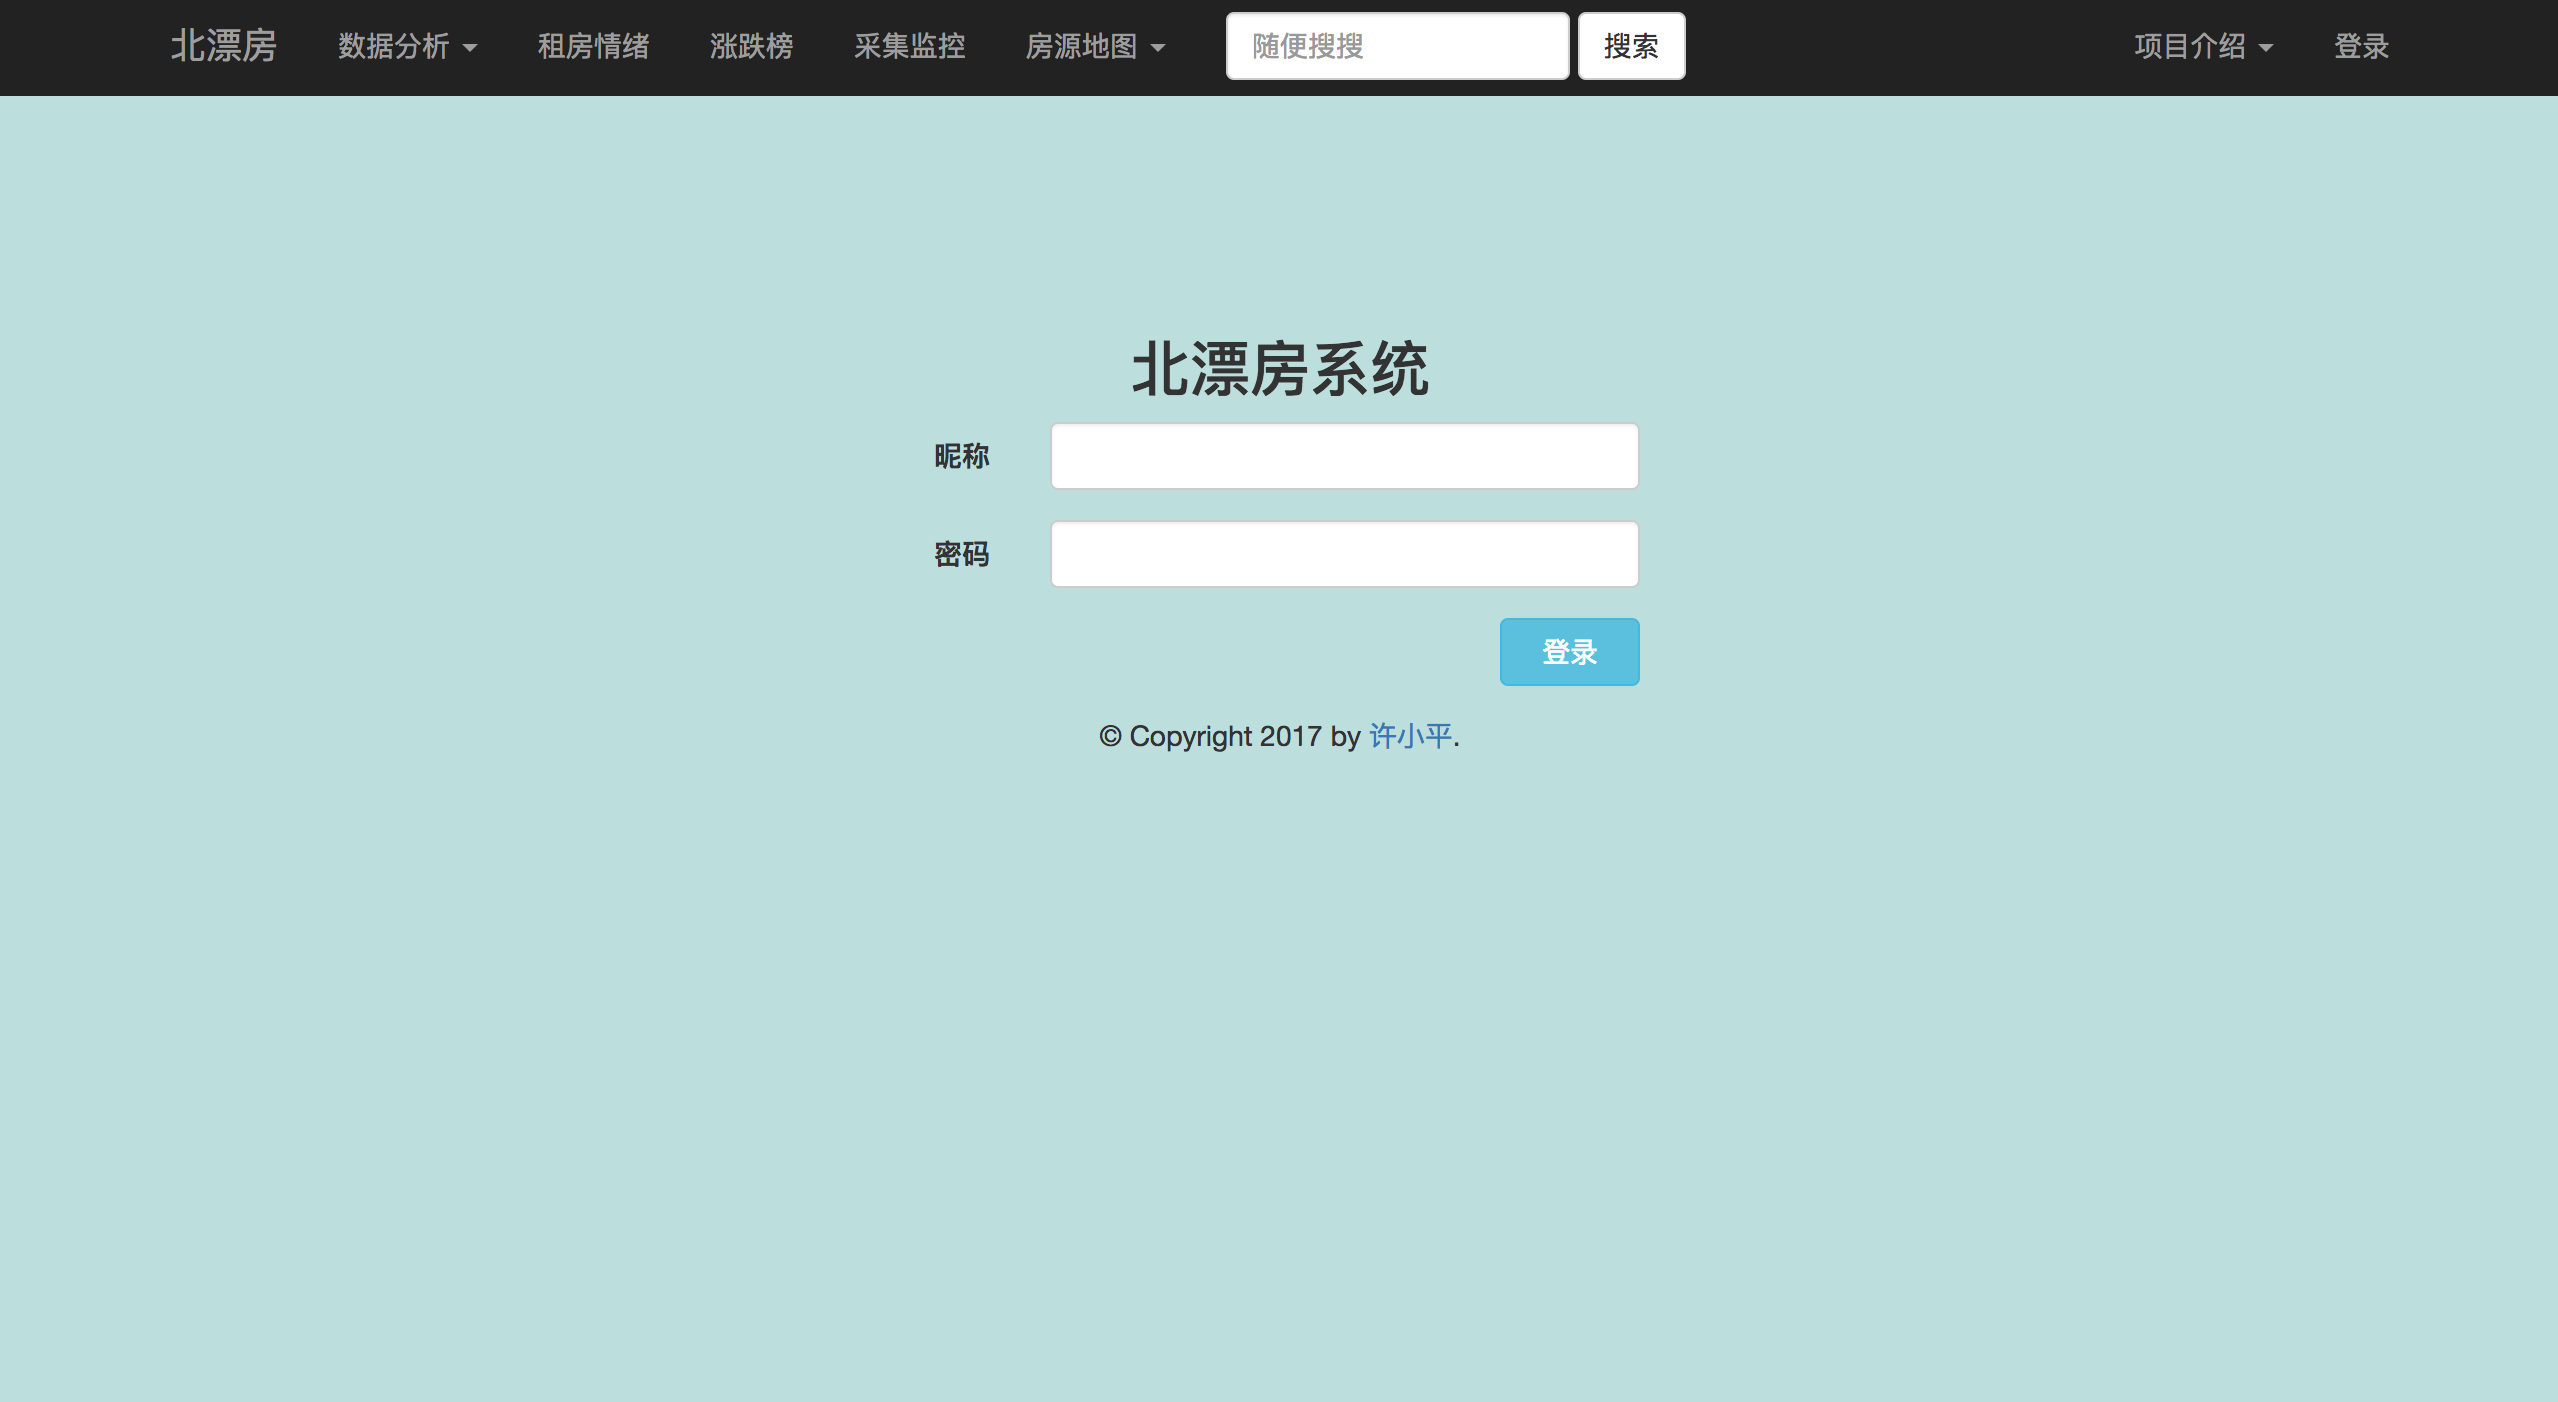 北漂房 数据分析 租房情绪 涨跌榜 采集监控 房源地图 随便搜搜 搜索 项目介绍 登录
北漂房系统
昵称
密码
登录
© Copyright 2017 by 许小平.